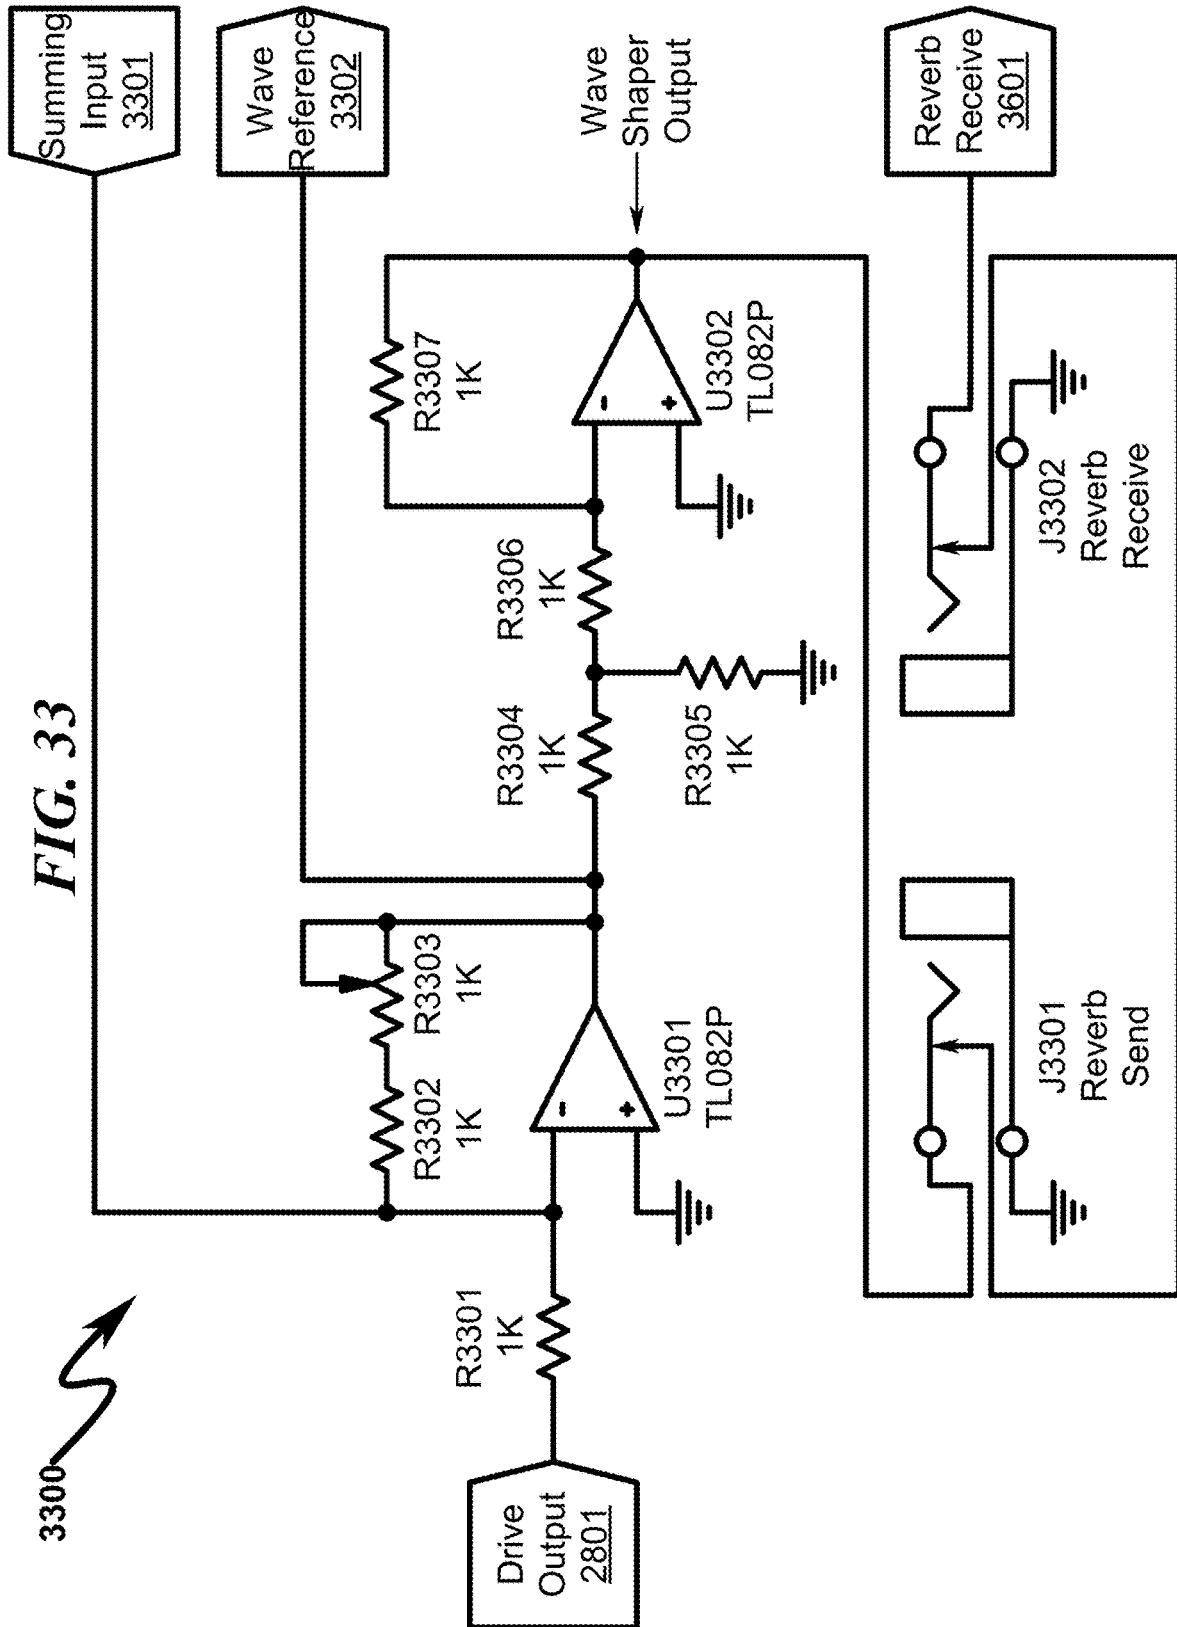 FIG. 33
3300
Summing
Input
3301
Wave
Reference
3302
Drive
Output
2801
R3301
1K
R3302
1K
R3303
1K
-
+
U3301
TL082P
R3304
1K
R3305
1K
R3306
1K
R3307
1K
-
+
U3302
TL082P
Wave
Shaper
Output
J3301
Reverb
Send
J3302
Reverb
Receive
Reverb
Receive
3601